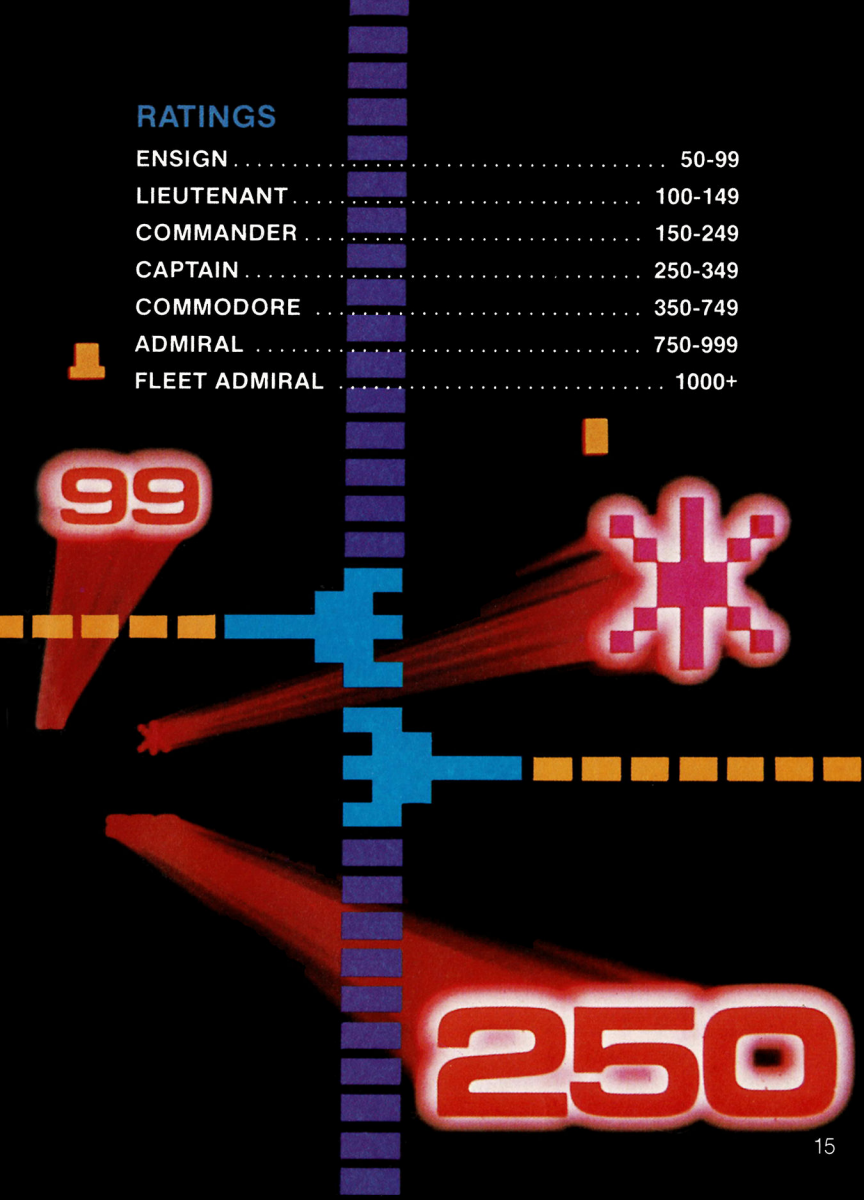 RATINGS
ENSIGN ........................................ 50-99
LIEUTENANT .................................... 100-149
COMMANDER ................................... 150-249
CAPTAIN ........................................ 250-349
COMMODORE .................................. 350-749
ADMIRAL ....................................... 750-999
FLEET ADMIRAL ................................. 1000+
99
250
15